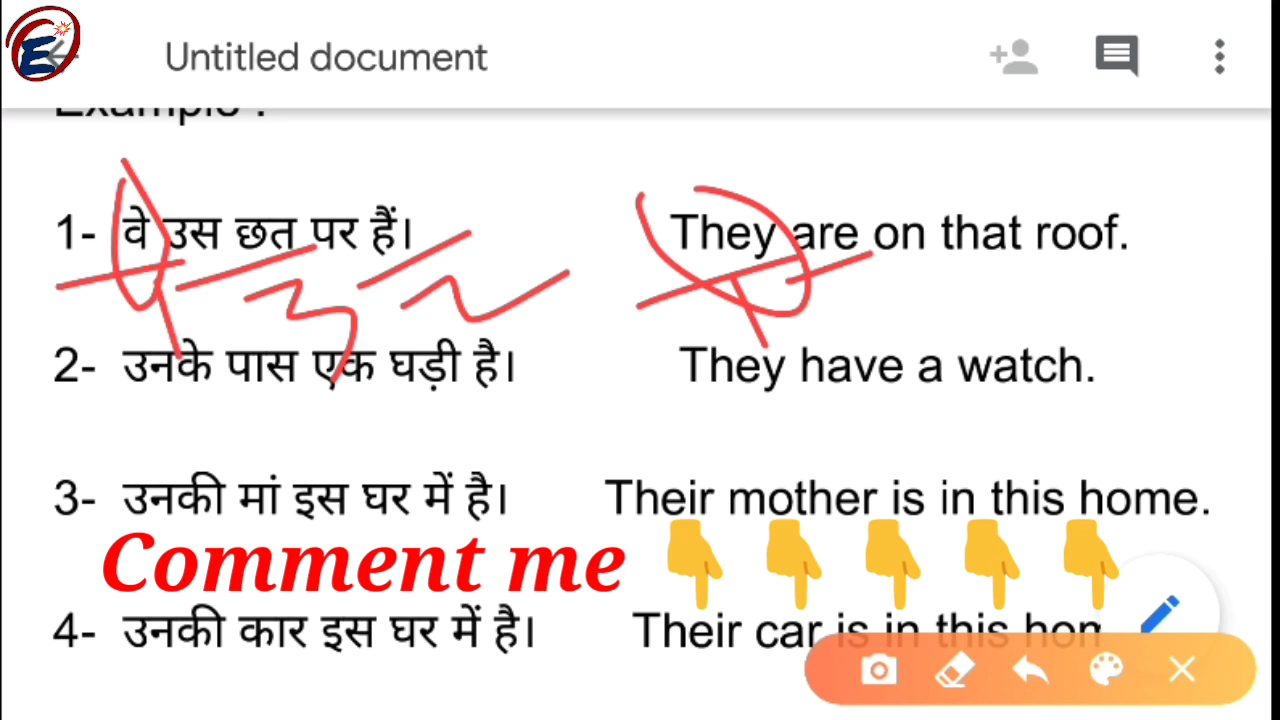 E
Untitled document
Example :
1- वे उस छत पर हैं। They are on that roof.
2- उनके पास एक घड़ी है। They have a watch.
3- उनकी मां इस घर में है। Their mother is in this home.
Comment me
4- उनकी कार इस घर में है। Their car is in this hom